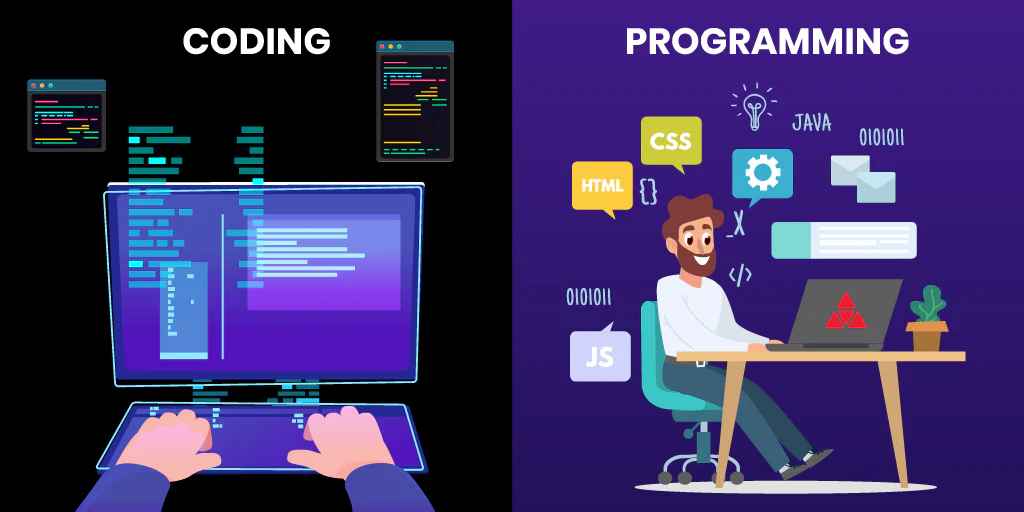 CODING
PROGRAMMING
JAVA
0101011
CSS
HTML
{}
_X
</>
0101011
JS